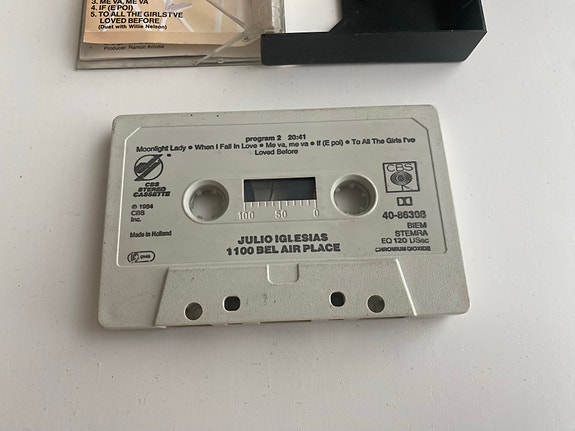 3. ME VA, ME VA
4. IF (E POI)
5. TO ALL THE GIRLS I'VE
LOVED BEFORE
(Duet with Willie Nelson)
Producer: Ramon Arcusa
program 2 20:41
Moonlight Lady • When I Fall in Love • Me va, me va • If (E poi) • To All The Girls I've
Loved Before
CBS
STEREO
CASSETTE
℗ 1984
CBS
Inc.
Made in Holland
100 50 0
CBS
40-86308
BIEM
STEMRA
EQ 120 USec
CHROMIUM DIOXIDE
JULIO IGLESIAS
1100 BEL AIR PLACE